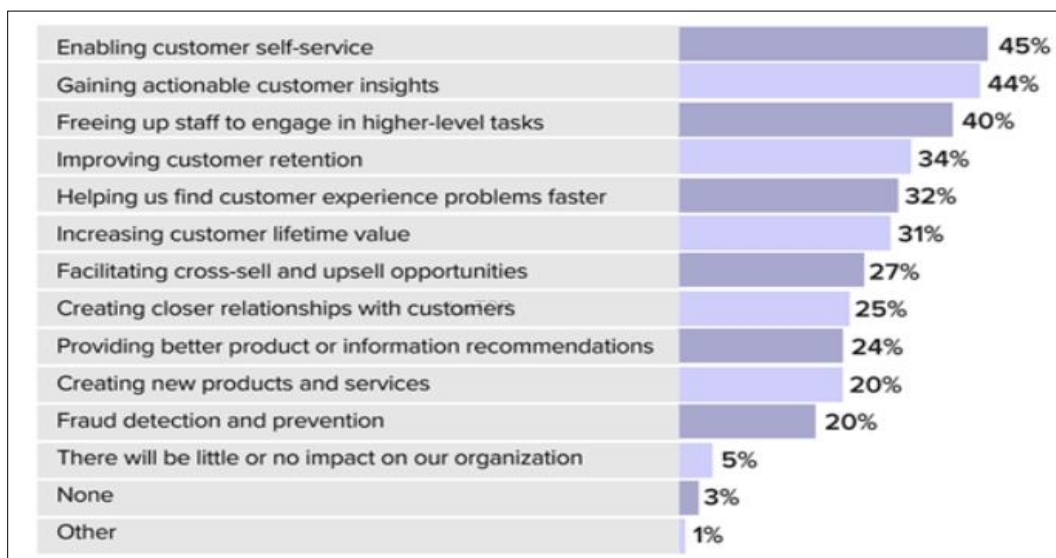 Enabling customer self-service 45%
Gaining actionable customer insights 44%
Freeing up staff to engage in higher-level tasks 40%
Improving customer retention 34%
Helping us find customer experience problems faster 32%
Increasing customer lifetime value 31%
Facilitating cross-sell and upsell opportunities 27%
Creating closer relationships with customers 25%
Providing better product or information recommendations 24%
Creating new products and services 20%
Fraud detection and prevention 20%
There will be little or no impact on our organization 5%
None 3%
Other 1%